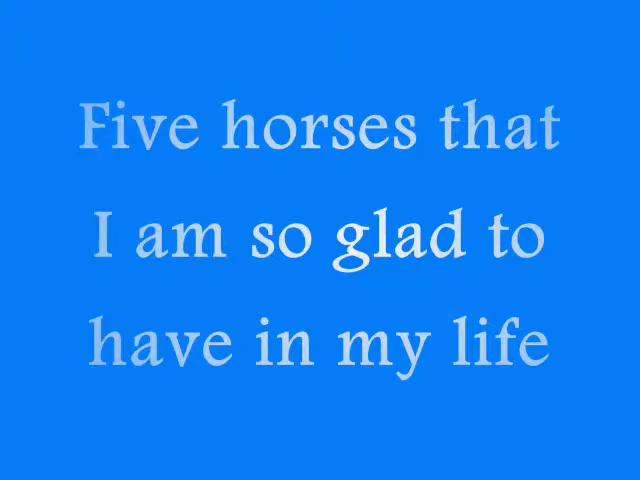 Five horses that
I am so glad to
have in my life